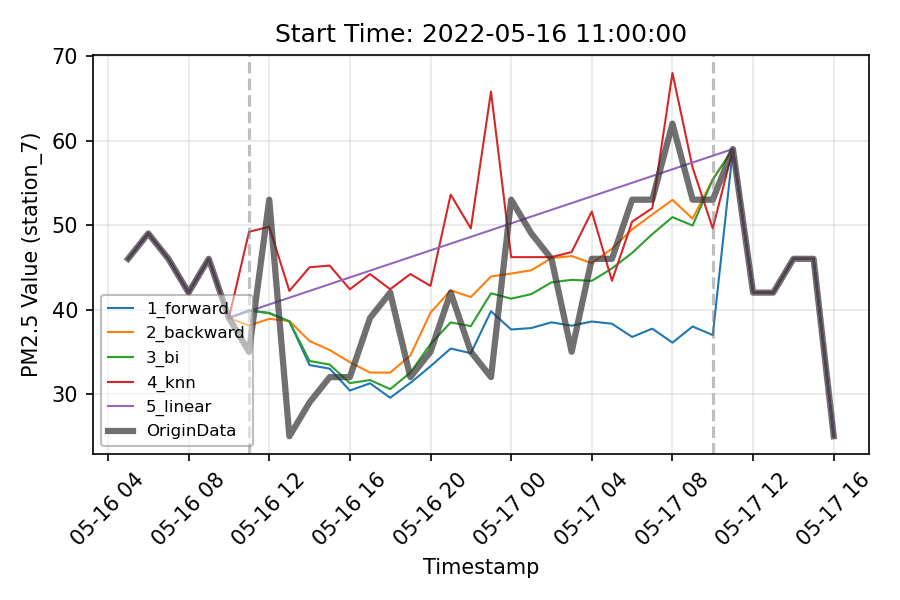 Start Time: 2022-05-16 11:00:00
PM2.5 Value (station_7)
70
60
50
40
30
1_forward
2_backward
3_bi
4_knn
5_linear
OriginData
05-16 04
05-16 08
05-16 12
05-16 16
05-16 20
05-17 00
05-17 04
05-17 08
05-17 12
05-17 16
Timestamp